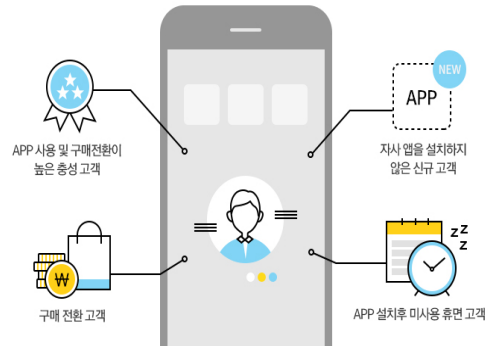 NEW
APP
APP 사용 및 구매전환이
높은 충성 고객
자사 앱을 설치하지
않은 신규 고객
₩
zZ
z
구매 전환 고객
APP 설치후 미사용 휴면 고객